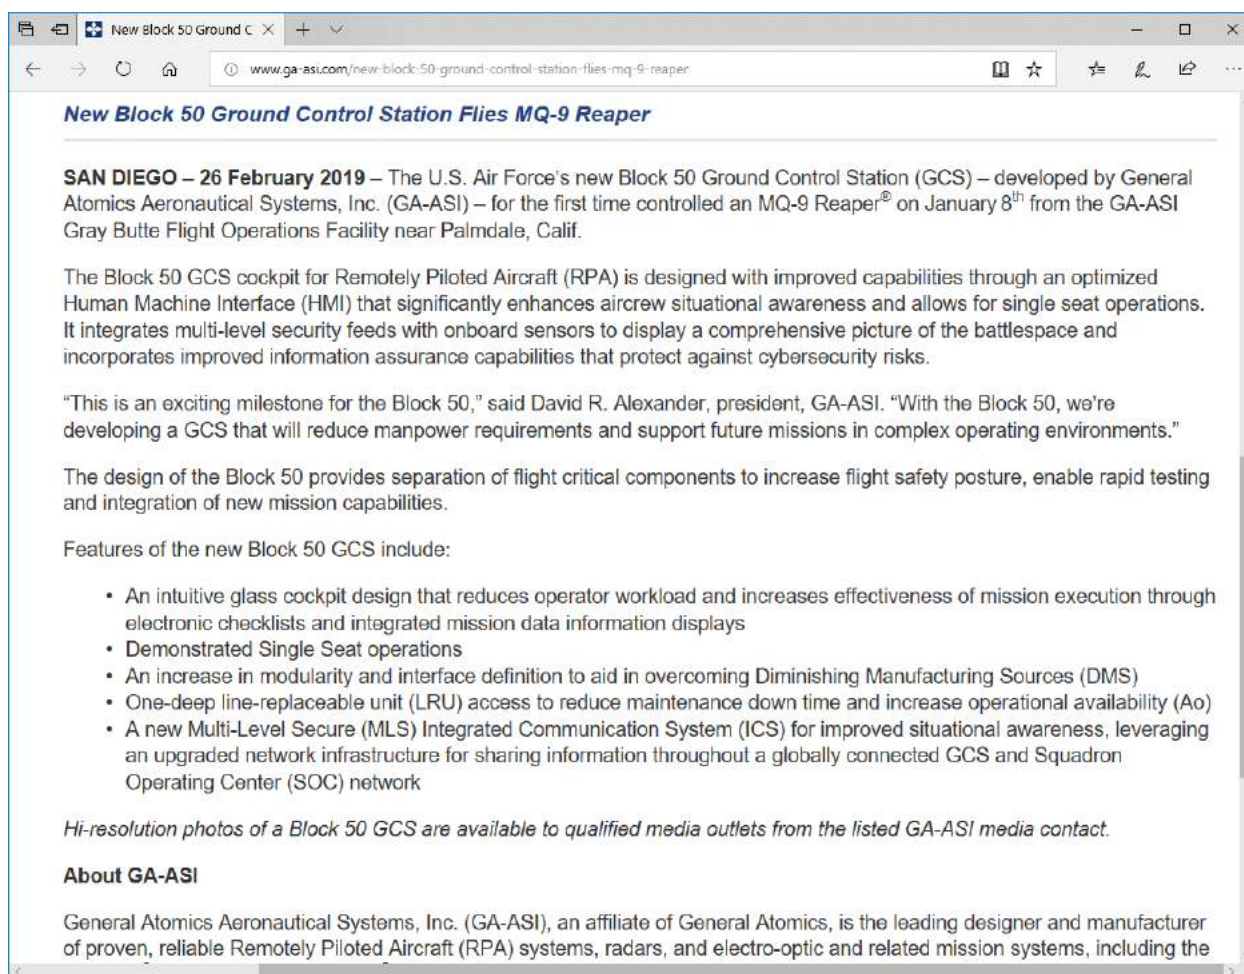 New Block 50 Ground C
www.ga-asi.com/new-block-50-ground-control-station-flies-mq-9-reaper
New Block 50 Ground Control Station Flies MQ-9 Reaper
SAN DIEGO – 26 February 2019 – The U.S. Air Force's new Block 50 Ground Control Station (GCS) – developed by General
Atomics Aeronautical Systems, Inc. (GA-ASI) – for the first time controlled an MQ-9 Reaper® on January 8th from the GA-ASI
Gray Butte Flight Operations Facility near Palmdale, Calif.
The Block 50 GCS cockpit for Remotely Piloted Aircraft (RPA) is designed with improved capabilities through an optimized
Human Machine Interface (HMI) that significantly enhances aircrew situational awareness and allows for single seat operations.
It integrates multi-level security feeds with onboard sensors to display a comprehensive picture of the battlespace and
incorporates improved information assurance capabilities that protect against cybersecurity risks.
“This is an exciting milestone for the Block 50,” said David R. Alexander, president, GA-ASI. “With the Block 50, we're
developing a GCS that will reduce manpower requirements and support future missions in complex operating environments.”
The design of the Block 50 provides separation of flight critical components to increase flight safety posture, enable rapid testing
and integration of new mission capabilities.
Features of the new Block 50 GCS include:
• An intuitive glass cockpit design that reduces operator workload and increases effectiveness of mission execution through
electronic checklists and integrated mission data information displays
• Demonstrated Single Seat operations
• An increase in modularity and interface definition to aid in overcoming Diminishing Manufacturing Sources (DMS)
• One-deep line-replaceable unit (LRU) access to reduce maintenance down time and increase operational availability (Ao)
• A new Multi-Level Secure (MLS) Integrated Communication System (ICS) for improved situational awareness, leveraging
an upgraded network infrastructure for sharing information throughout a globally connected GCS and Squadron
Operating Center (SOC) network
Hi-resolution photos of a Block 50 GCS are available to qualified media outlets from the listed GA-ASI media contact.
About GA-ASI
General Atomics Aeronautical Systems, Inc. (GA-ASI), an affiliate of General Atomics, is the leading designer and manufacturer
of proven, reliable Remotely Piloted Aircraft (RPA) systems, radars, and electro-optic and related mission systems, including the